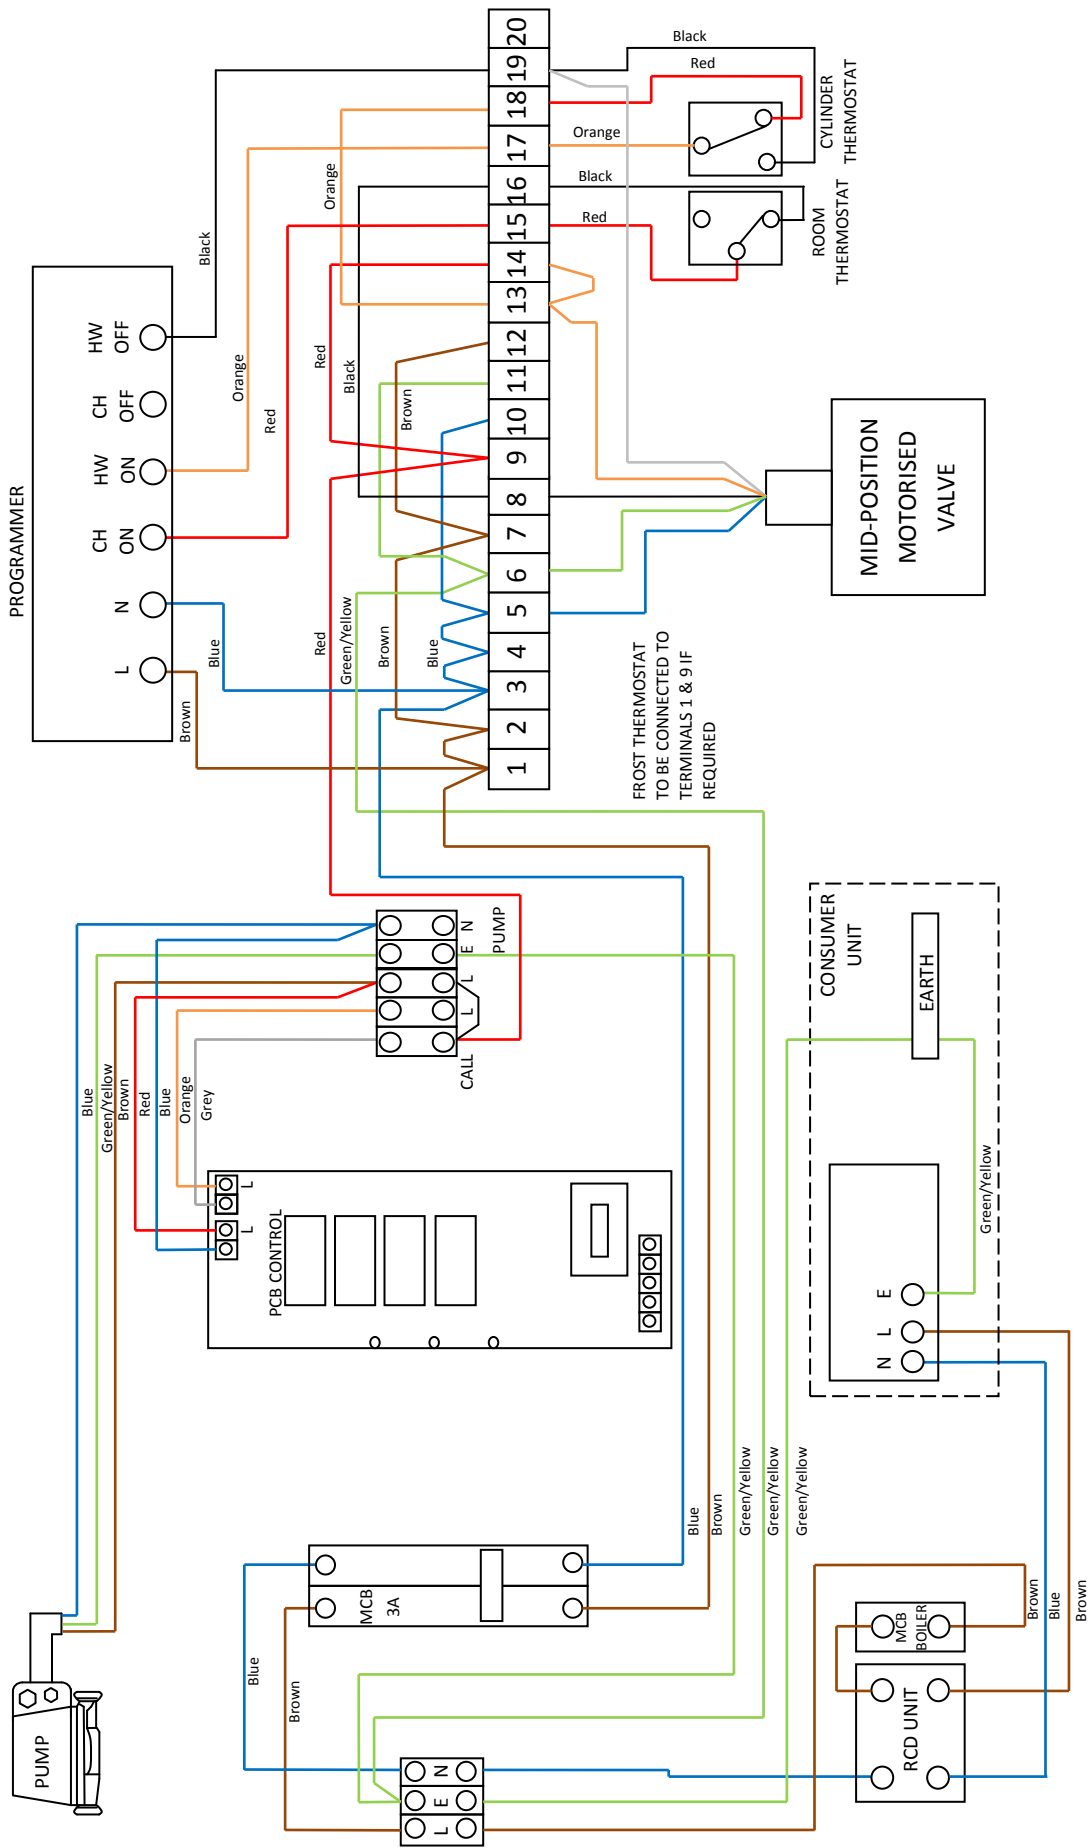 PROGRAMMER
L
N
CH
ON
HW
ON
CH
OFF
HW
OFF
Brown
Blue
Red
Orange
Black
Red
Green/Yellow
Brown
Blue
Brown
Black
Red
Orange
1
2
3
4
5
6
7
8
9
10
11
12
13
14
15
16
17
18
19
20
Black
Red
Orange
Black
Red
CYLINDER
THERMOSTAT
ROOM
THERMOSTAT
MID-POSITION
MOTORISED
VALVE
FROST THERMOSTAT
TO BE CONNECTED TO
TERMINALS 1 & 9 IF
REQUIRED
PUMP
Blue
Green/Yellow
Brown
Red
Blue
Orange
Grey
CALL
L
L
E
N
PUMP
PCB CONTROL
L
L
MCB
3A
Blue
Brown
Blue
Brown
Green/Yellow
Green/Yellow
Green/Yellow
L
E
N
CONSUMER
UNIT
EARTH
Green/Yellow
N
L
E
RCD UNIT
MCB
BOILER
Brown
Blue
Brown